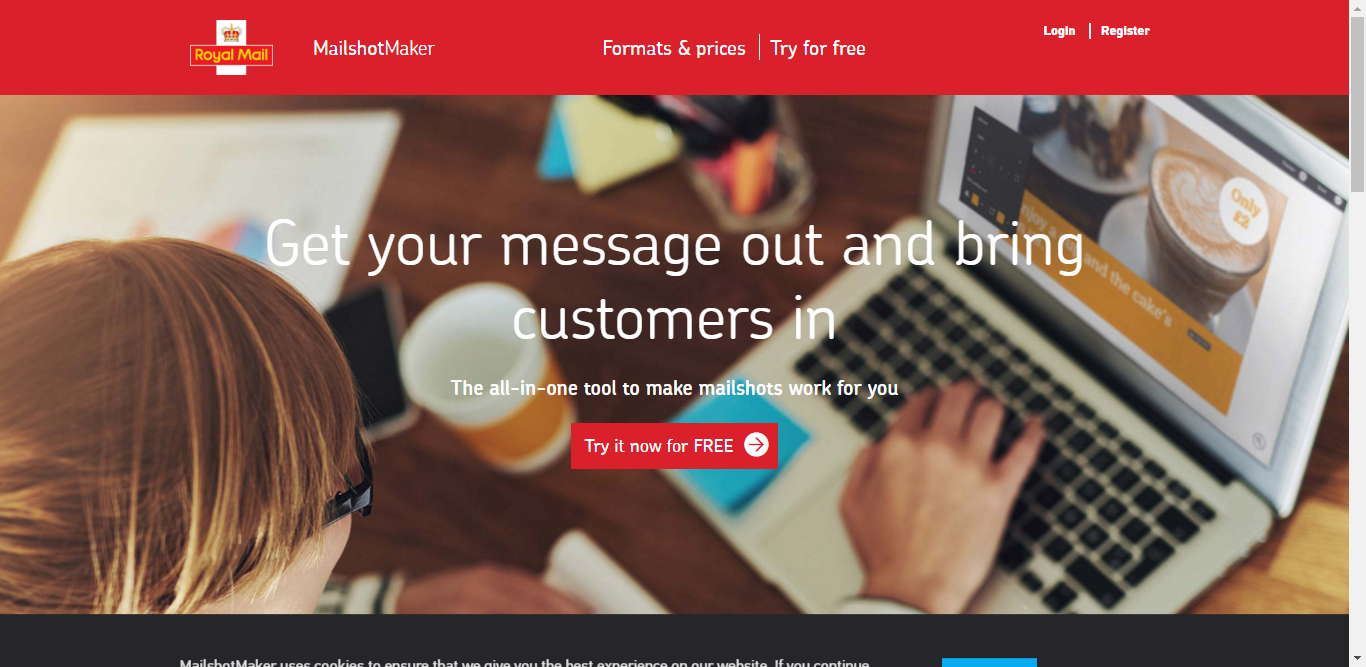 Royal Mail
MailshotMaker
Formats & prices
Try for free
Login
Register
Only
£2
and the cake's
Get your message out and bring
customers in
The all-in-one tool to make mailshots work for you
Try it now for FREE
MailshotMaker uses cookies to ensure that we give you the best experience on our website. If you continue